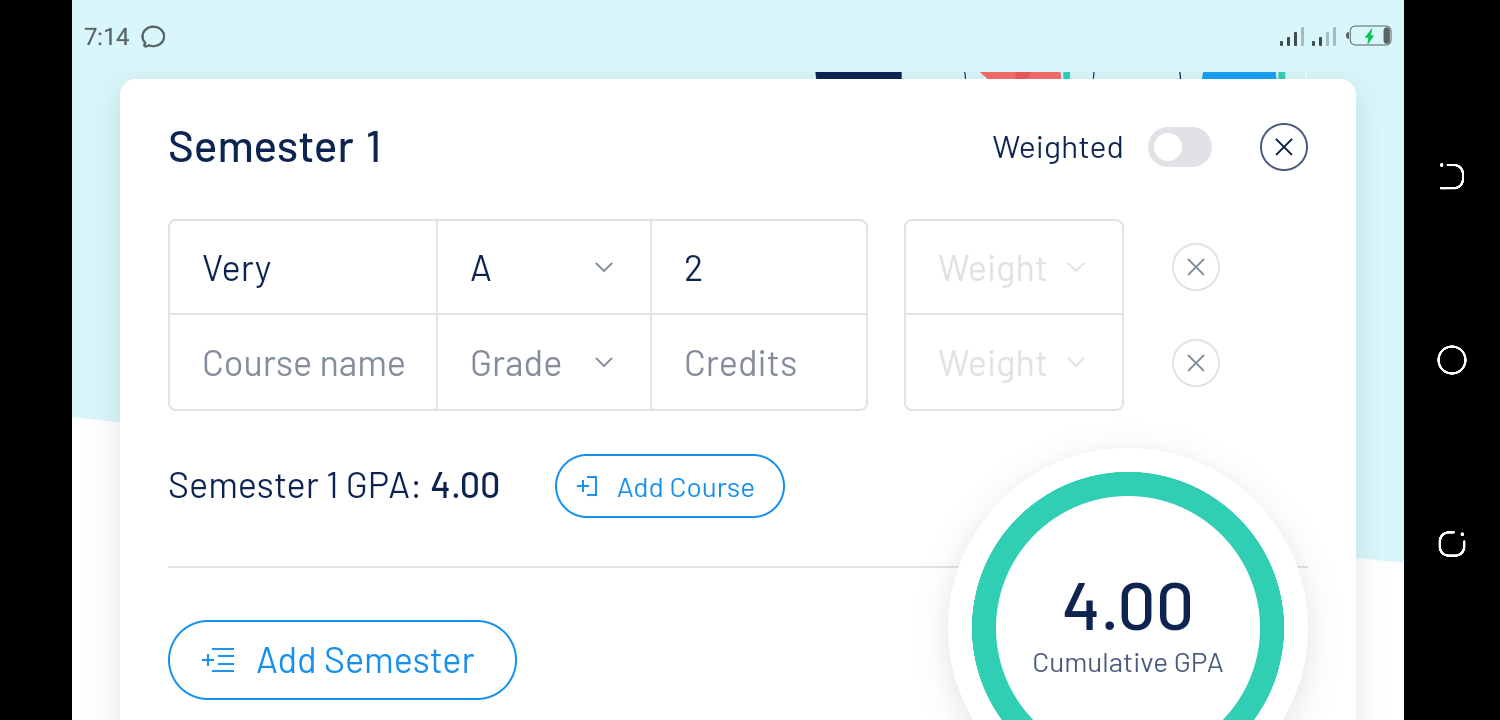 7:14
Semester 1
Weighted
Very A 2 Weight
Course name Grade Credits Weight
Semester 1 GPA: 4.00 Add Course
4.00
Cumulative GPA
Add Semester